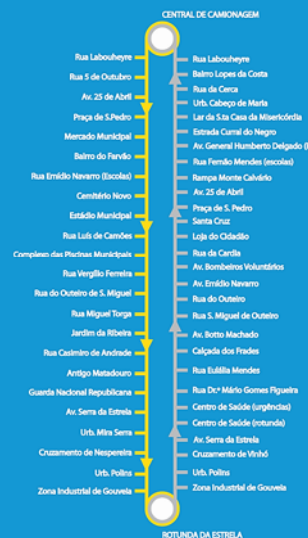 CENTRAL DE CAMIONAGEM
Rua Labouheyre
Rua 5 de Outubro
Av. 25 de Abril
Praça de S.Pedro
Mercado Municipal
Bairro do Farvão
Rua Emídio Navarro (Escolas)
Cemitério Novo
Estádio Municipal
Rua Luís de Camões
Complexo das Piscinas Municipais
Rua Vergílio Ferreira
Rua do Outeiro de S. Miguel
Rua Miguel Torga
Jardim da Ribeira
Rua Casimiro de Andrade
Antigo Matadouro
Guarda Nacional Republicana
Av. Serra da Estrela
Urb. Mira Serra
Cruzamento de Nespereira
Urb. Polins
Zona Industrial de Gouveia
Rua Labouheyre
Bairro Lopes da Costa
Rua da Cerca
Urb. Cabeço de Maria
Lar da S.ta Casa da Misericórdia
Estrada Curral do Negro
Av. General Humberto Delgado (
Rua Fernão Mendes (escolas)
Rampa Monte Calvário
Av. 25 de Abril
Praça de S. Pedro
Santa Cruz
Loja do Cidadão
Rua da Cardia
Av. Bombeiros Voluntários
Av. Emídio Navarro
Rua do Outeiro
Rua S. Miguel de Outeiro
Av. Botto Machado
Calçada dos Frades
Rua Eulália Mendes
Rua Dr.º Mário Gomes Figueira
Centro de Saúde (urgências)
Centro de Saúde (rotunda)
Av. Serra da Estrela
Cruzamento de Vinhó
Urb. Polins
Zona Industrial de Gouveia
ROTUNDA DA ESTRELA